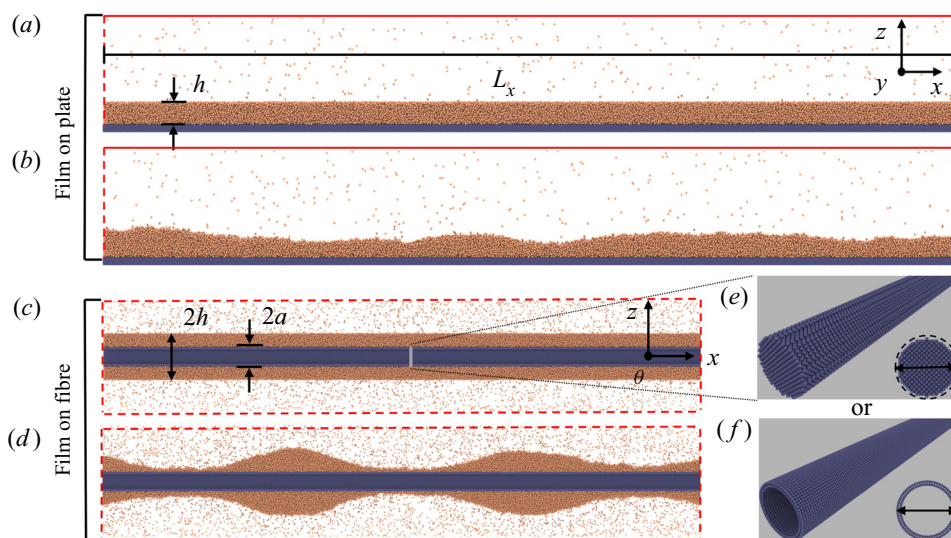 (a)
z
h
L_x
y
x
Film on plate
(b)
(c)
2h
2a
z
x
θ
(e)
or
Film on fibre
(d)
(f)